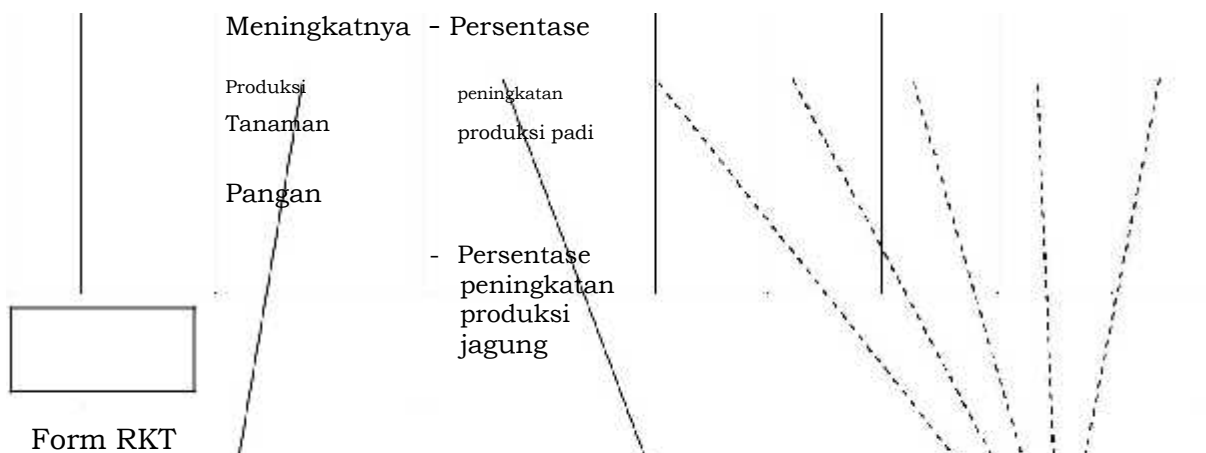 Meningkatnya
Produksi
Tanaman
Pangan
- Persentase
peningkatan
produksi padi
- Persentase
peningkatan
produksi
jagung
Form RKT